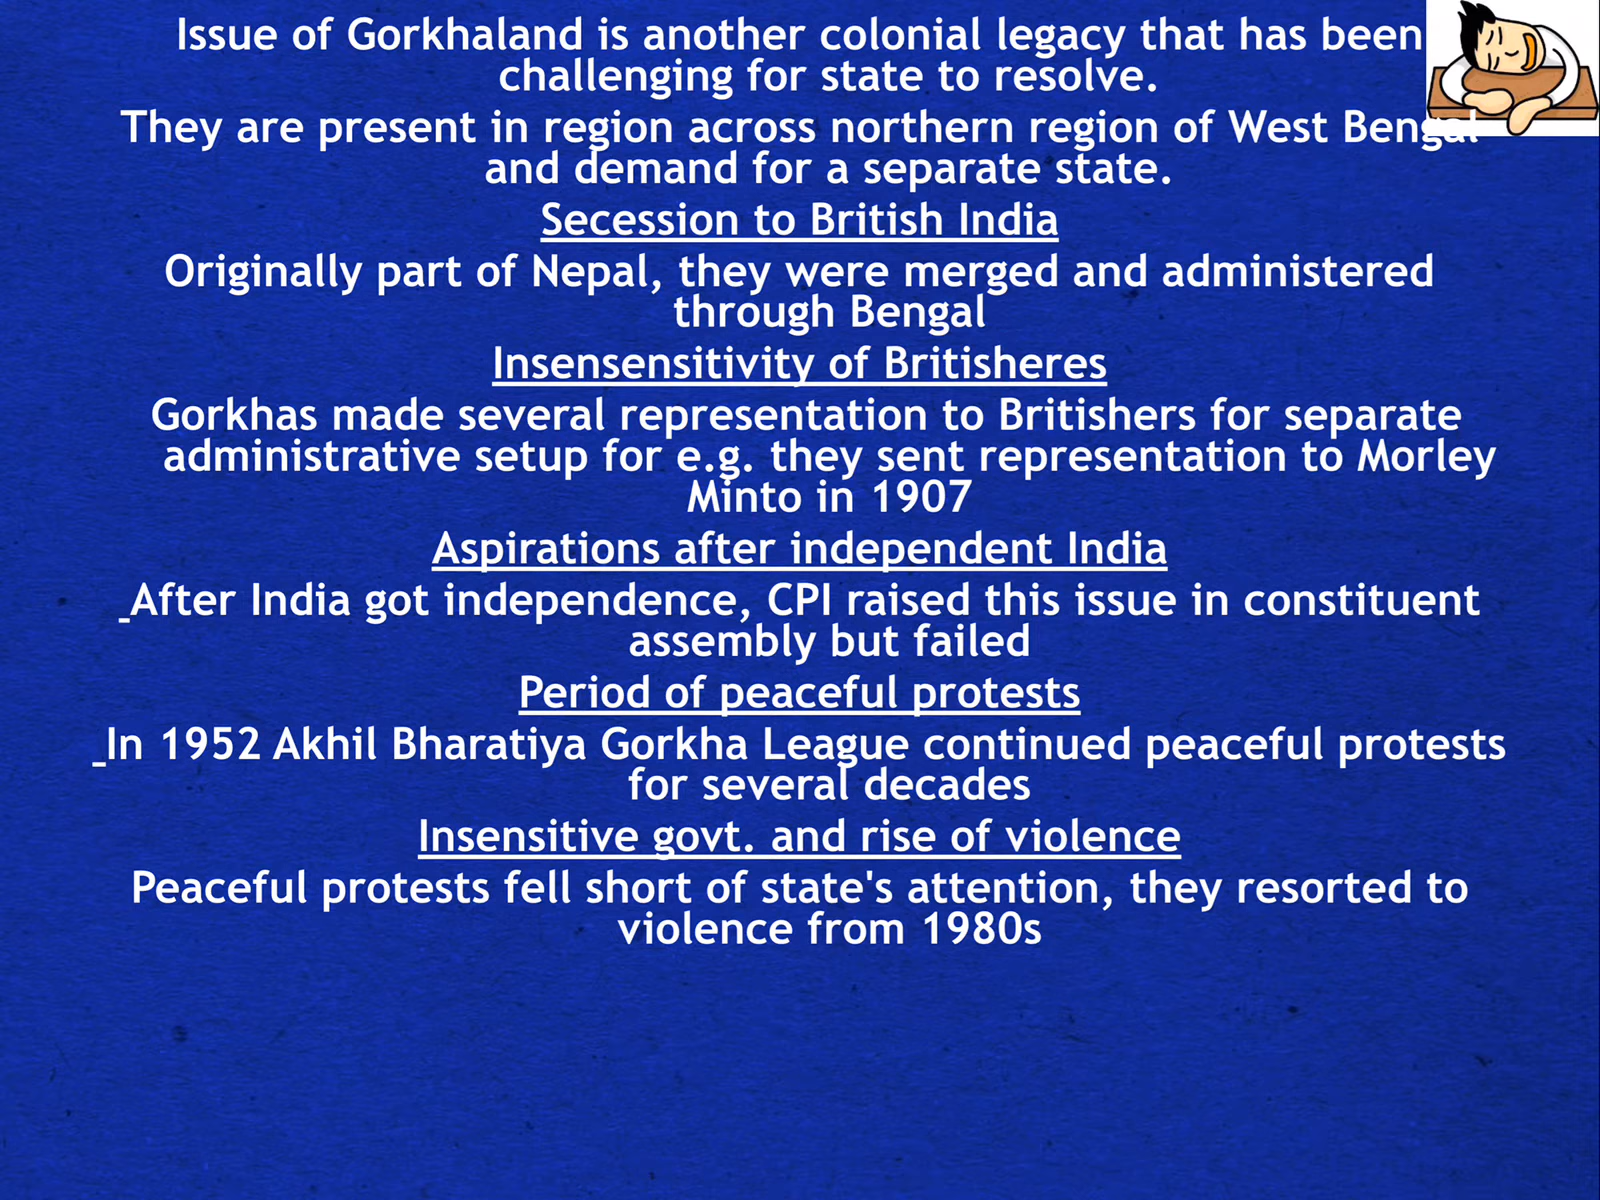 Issue of Gorkhaland is another colonial legacy that has been
challenging for state to resolve.
They are present in region across northern region of West Bengal
and demand for a separate state.
Secession to British India
Originally part of Nepal, they were merged and administered
through Bengal
Insensensitivity of Britisheres
Gorkhas made several representation to Britishers for separate
administrative setup for e.g. they sent representation to Morley
Minto in 1907
Aspirations after independent India
After India got independence, CPI raised this issue in constituent
assembly but failed
Period of peaceful protests
In 1952 Akhil Bharatiya Gorkha League continued peaceful protests
for several decades
Insensitive govt. and rise of violence
Peaceful protests fell short of state's attention, they resorted to
violence from 1980s